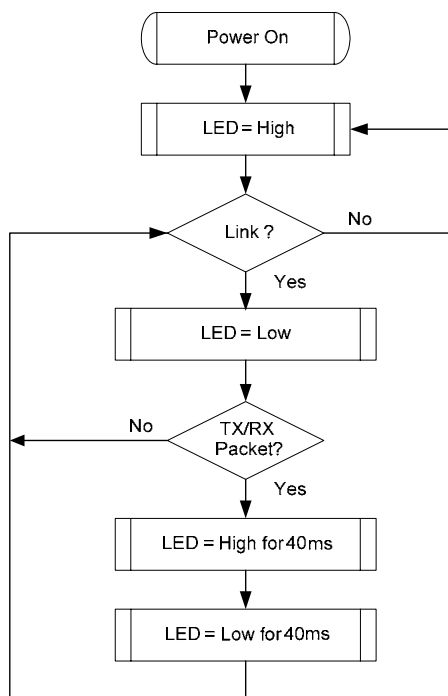 Power On
LED = High
Link ?
No
Yes
LED = Low
No
TX/RX
Packet?
Yes
LED = High for 40ms
LED = Low for 40ms